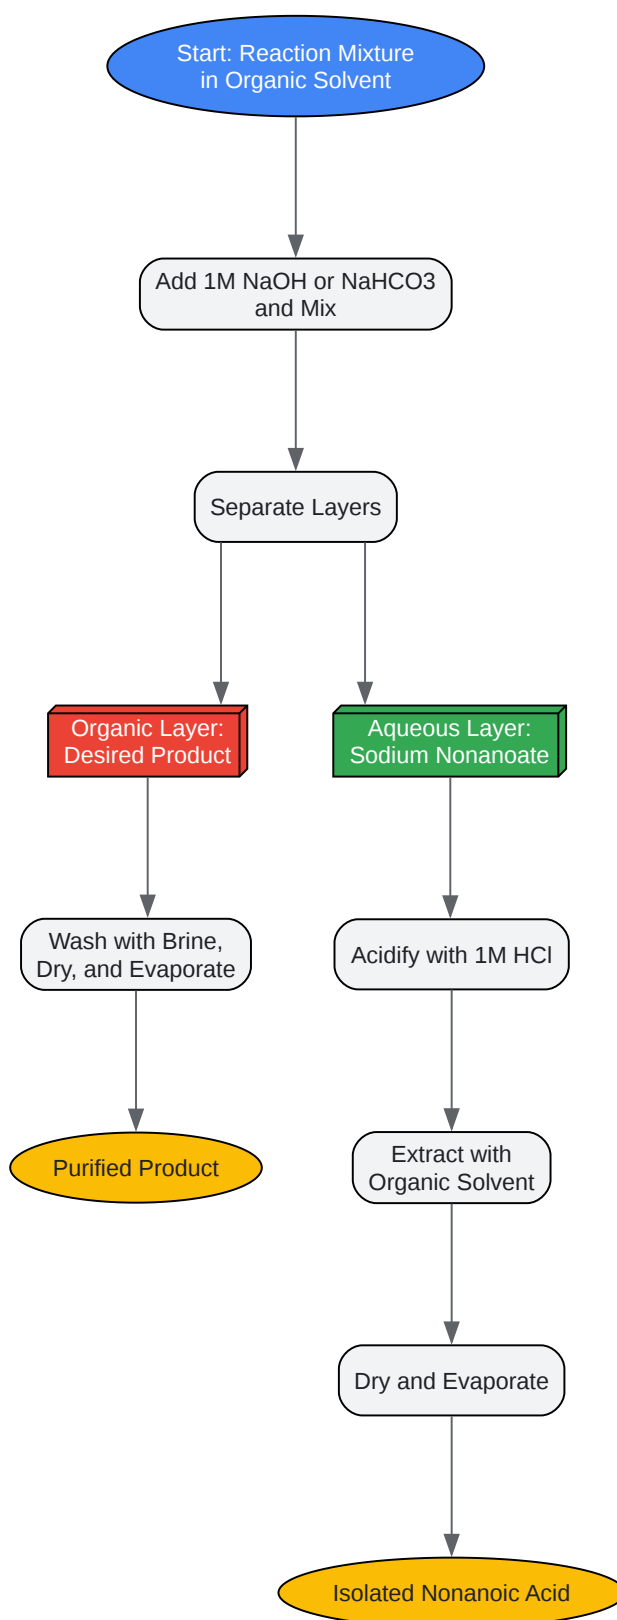 Start: Reaction Mixture
in Organic Solvent
Add 1M NaOH or NaHCO3
and Mix
Separate Layers
Organic Layer:
Desired Product
Aqueous Layer:
Sodium Nonanoate
Wash with Brine,
Dry, and Evaporate
Acidify with 1M HCl
Purified Product
Extract with
Organic Solvent
Dry and Evaporate
Isolated Nonanoic Acid